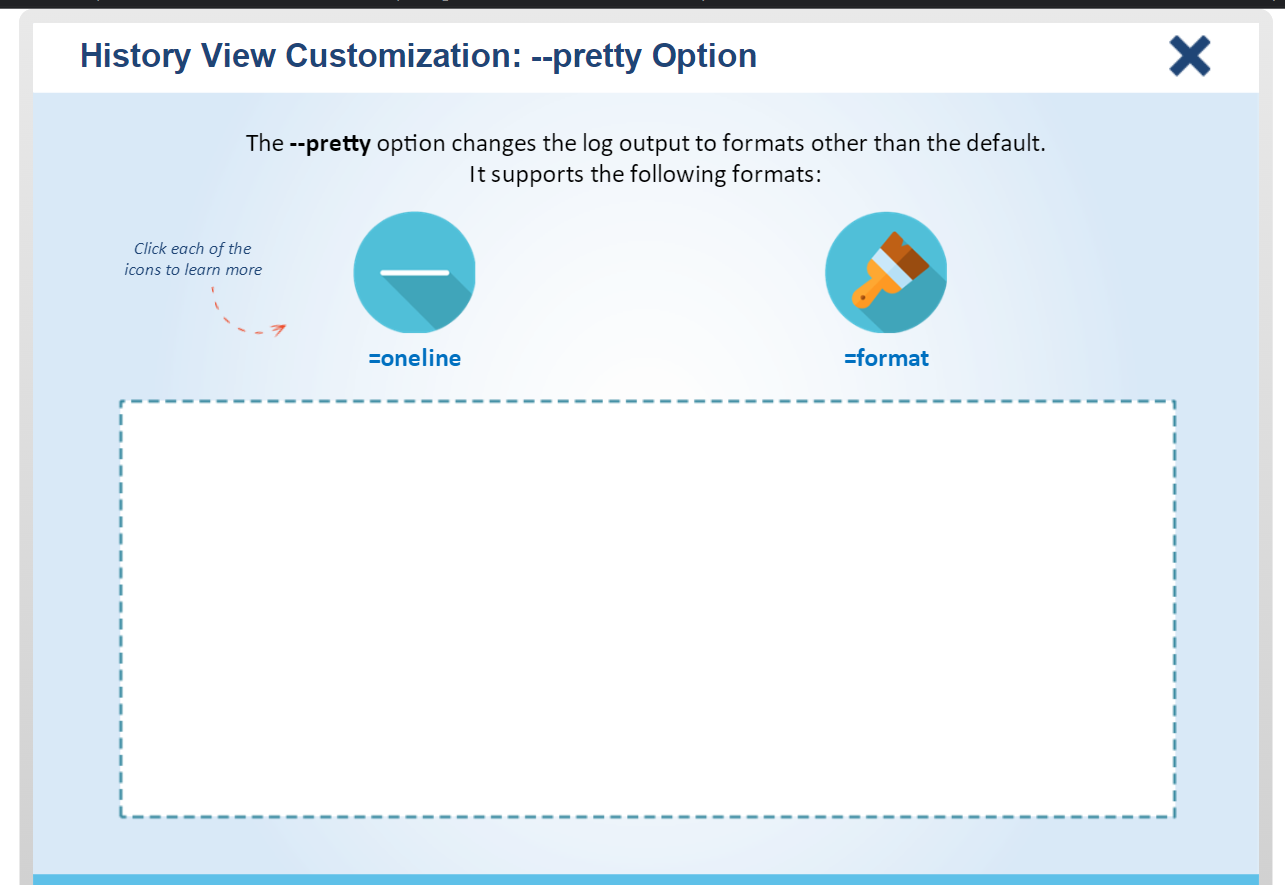 History View Customization: --pretty Option
The --pretty option changes the log output to formats other than the default.
It supports the following formats:
Click each of the
icons to learn more
=oneline
=format